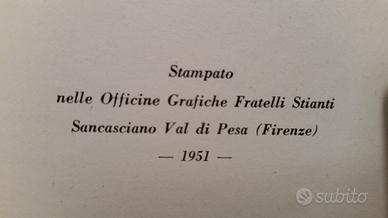 Stampato
nelle Officine Grafiche Fratelli Stianti
Sancasciano Val di Pesa (Firenze)
— 1951 —
subito